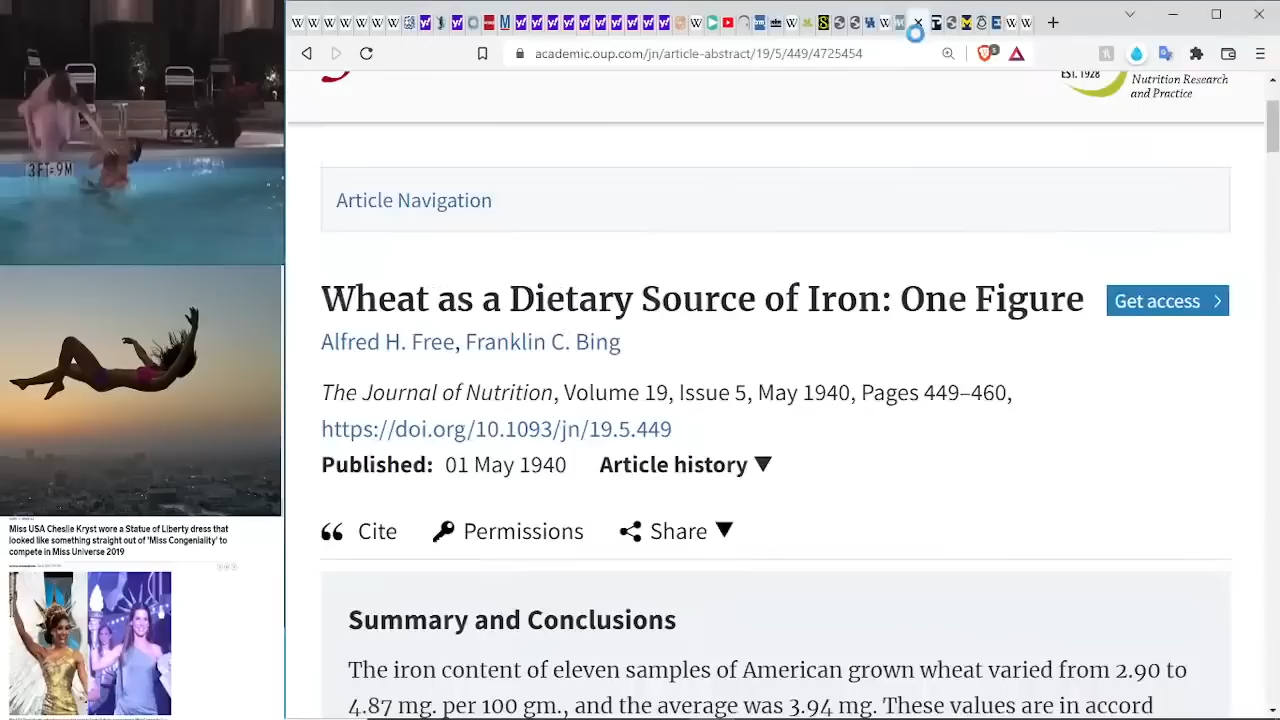 academic.oup.com/jn/article-abstract/19/5/449/4725454
EST. 1928
Nutrition Research
and Practice
3FT=9M
Article Navigation
Wheat as a Dietary Source of Iron: One Figure
Get access
Alfred H. Free, Franklin C. Bing
The Journal of Nutrition, Volume 19, Issue 5, May 1940, Pages 449–460,
https://doi.org/10.1093/jn/19.5.449
Published: 01 May 1940 Article history
Cite Permissions Share
Summary and Conclusions
The iron content of eleven samples of American grown wheat varied from 2.90 to
4.87 mg. per 100 gm., and the average was 3.94 mg. These values are in accord
Miss USA Cheslie Kryst wore a Statue of Liberty dress that
looked like something straight out of 'Miss Congeniality' to
compete in Miss Universe 2019